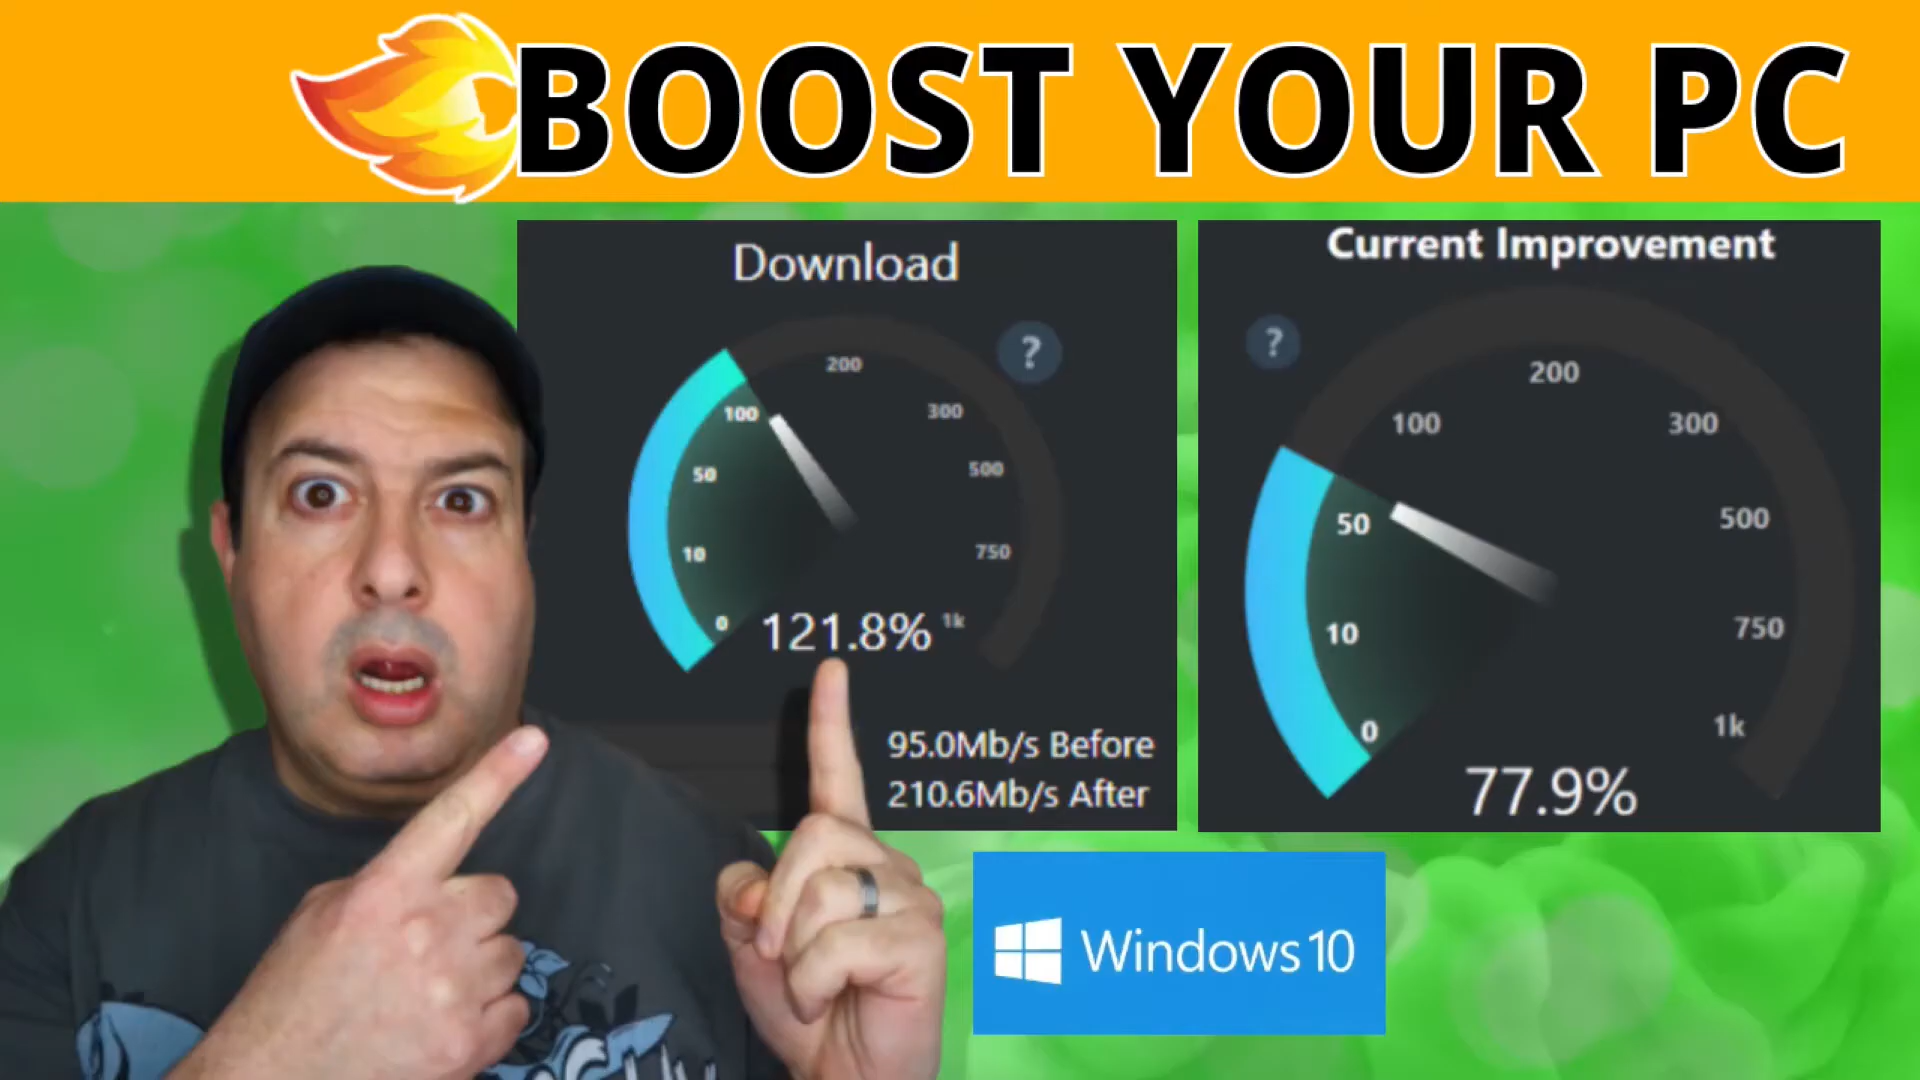 BOOST YOUR PC
Download
?
0
10
50
100
200
300
500
750
1k
121.8%
95.0Mb/s Before
210.6Mb/s After
Current Improvement
?
0
10
50
100
200
300
500
750
1k
77.9%
Windows 10